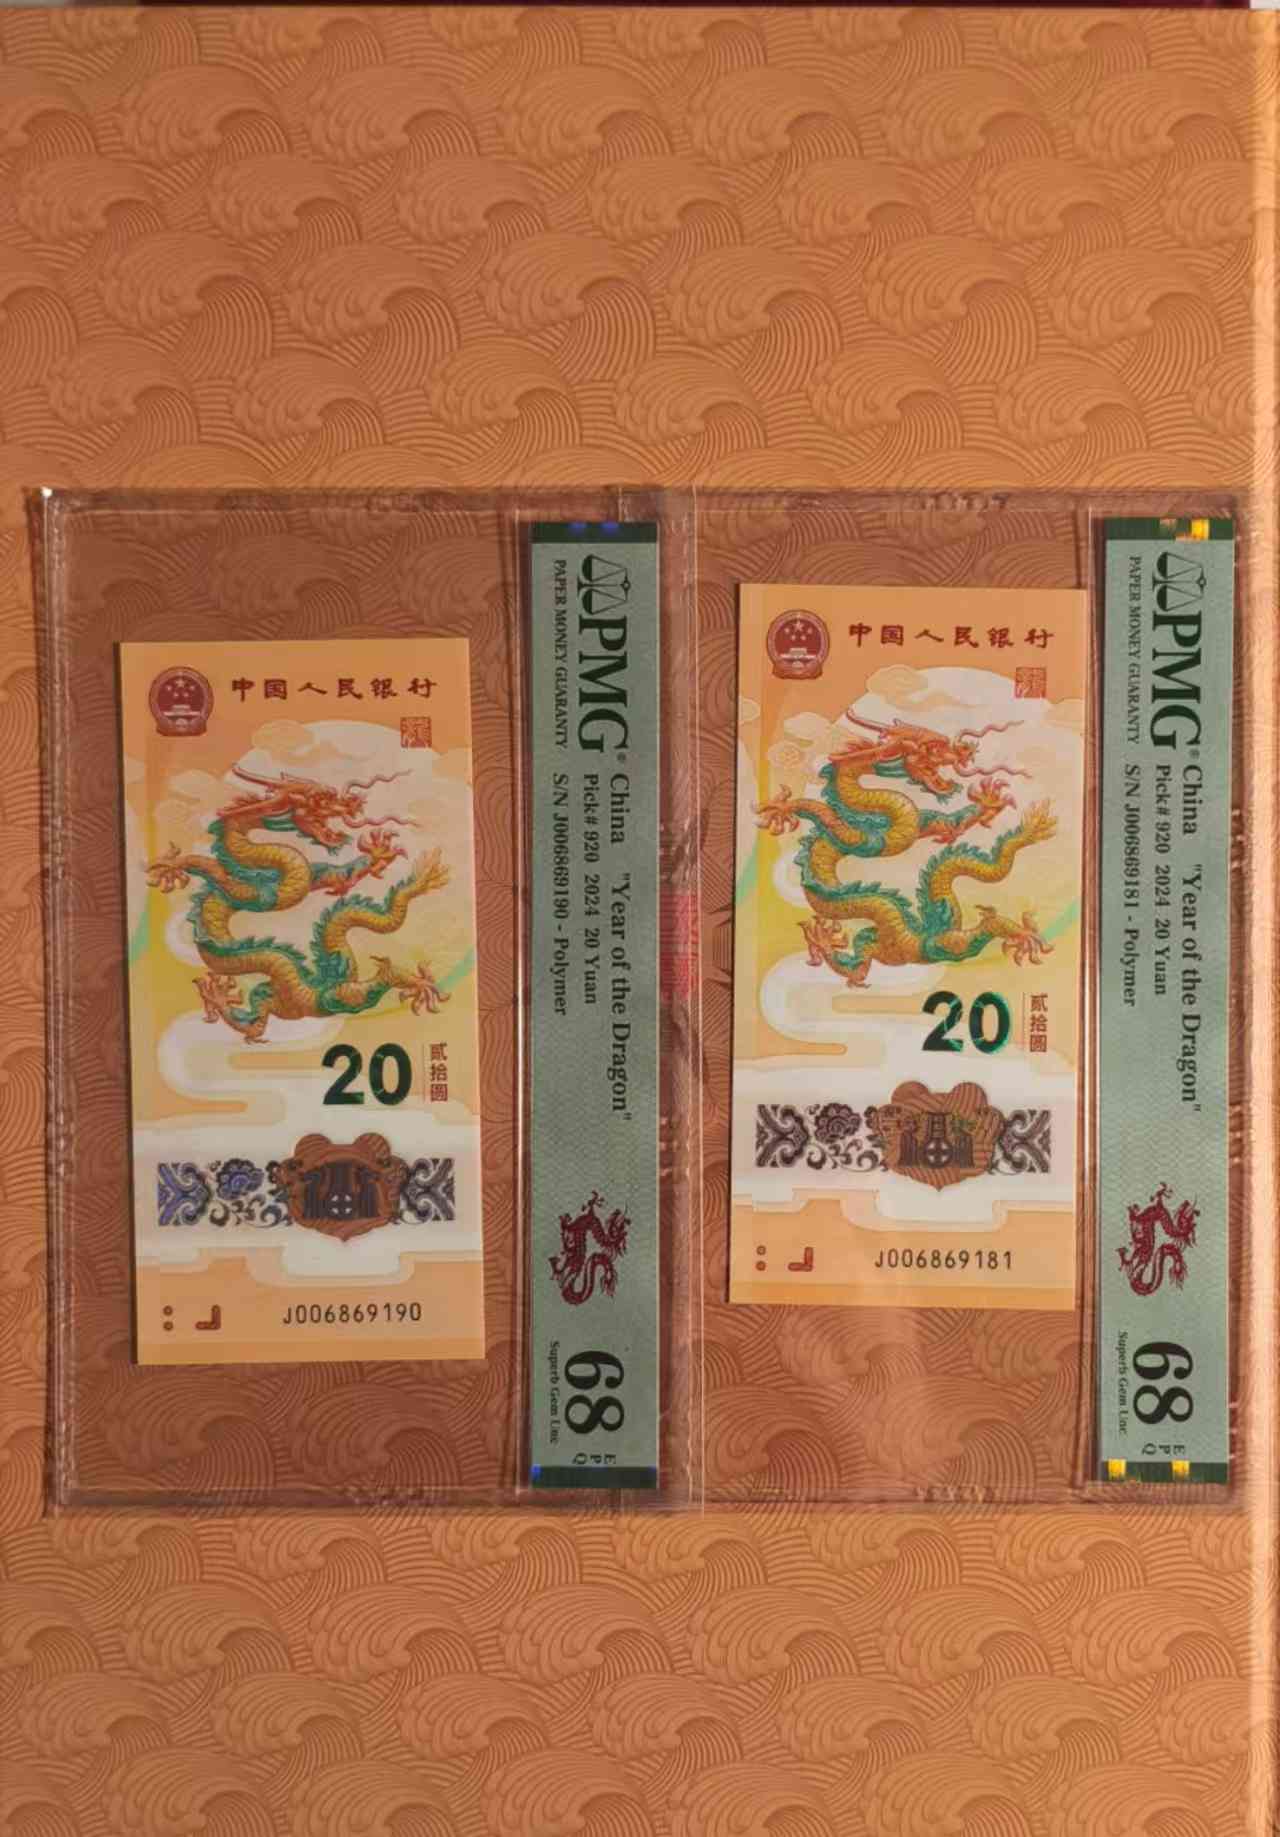 中国人民银行
20
贰拾圆
J006869190
PMG®
PAPER MONEY GUARANTY
China "Year of the Dragon"
Pick# 920 2024 20 Yuan
S/N J006869190 - Polymer
68
EPQ
Superb Gem Unc
中国人民银行
20
贰拾圆
J006869181
PMG®
PAPER MONEY GUARANTY
China "Year of the Dragon"
Pick# 920 2024 20 Yuan
S/N J006869181 - Polymer
68
EPQ
Superb Gem Unc